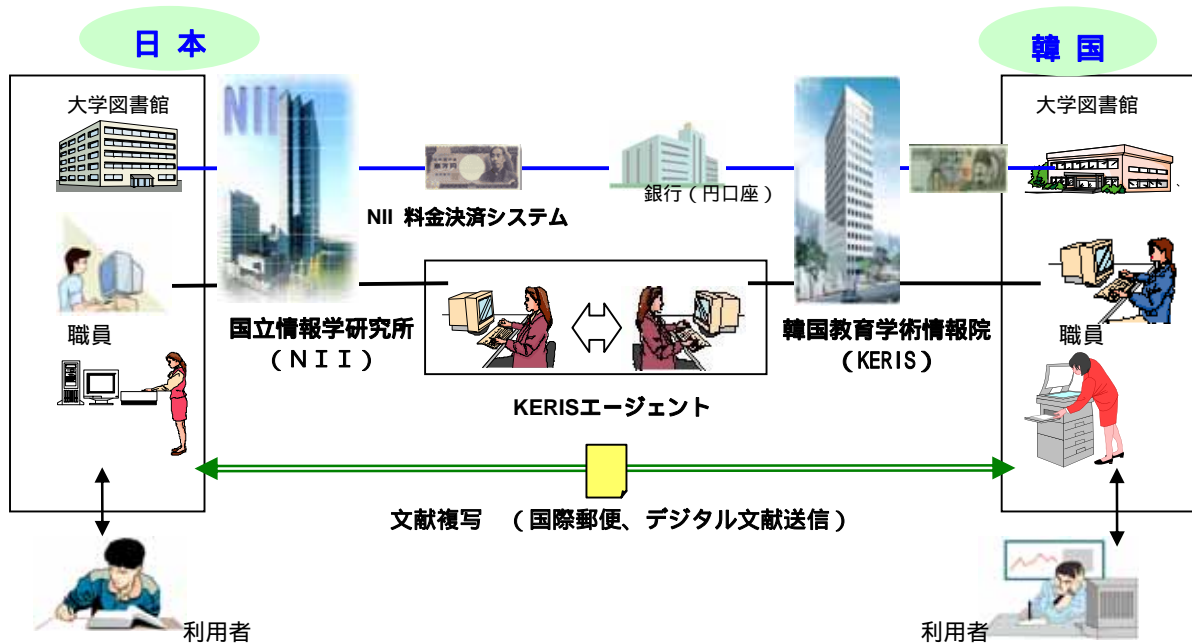 日 本
韓 国
大学図書館
大学図書館
NII
銀行(円口座)
NII 料金決済システム
職員
国立情報学研究所
(NII)
韓国教育学術情報院
(KERIS)
職員
KERISエージェント
文献複写 (国際郵便、デジタル文献送信)
利用者
利用者